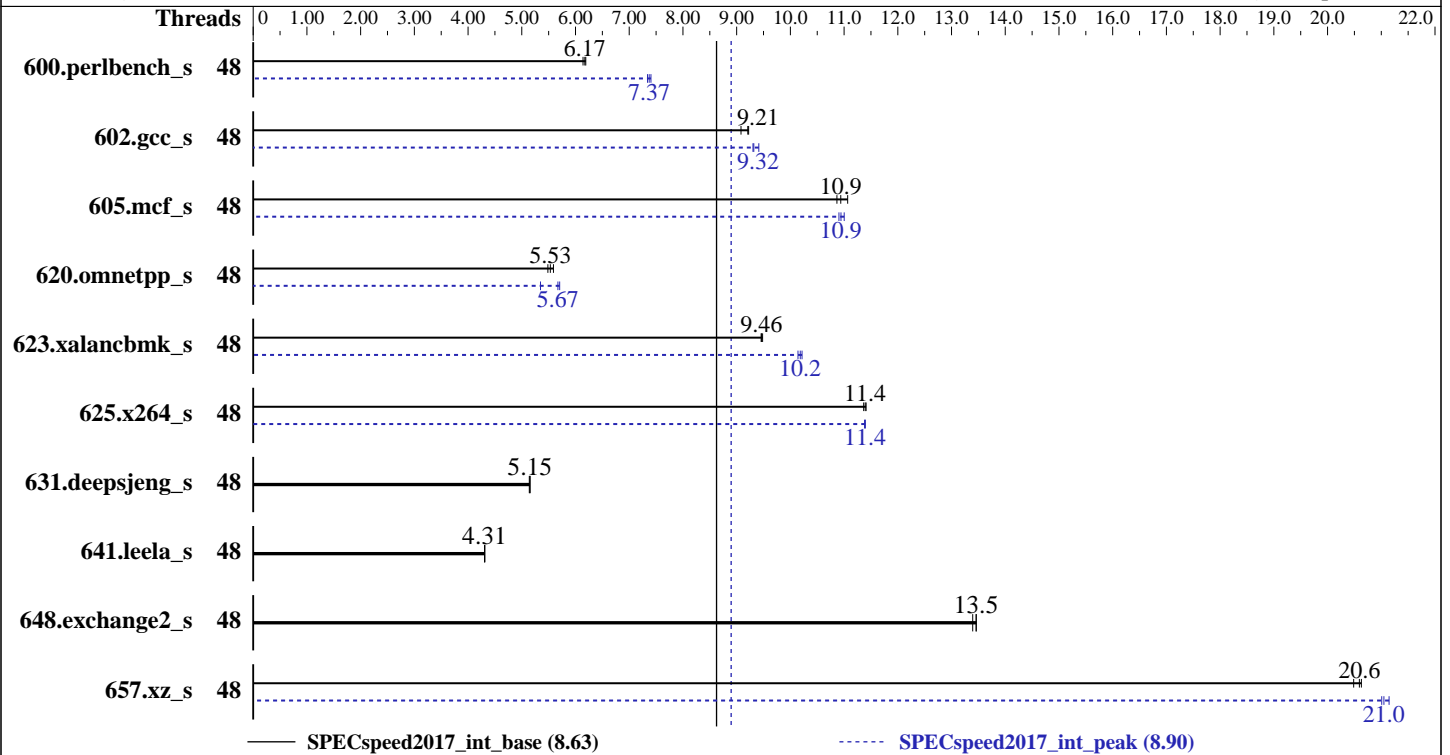 Threads 0 1.00 2.00 3.00 4.00 5.00 6.00 7.00 8.00 9.00 10.0 11.0 12.0 13.0 14.0 15.0 16.0 17.0 18.0 19.0 20.0 22.0
6.17
600.perlbench_s 48
7.37
9.21
602.gcc_s 48
9.32
10.9
605.mcf_s 48
10.9
5.53
620.omnetpp_s 48
5.67
9.46
623.xalancbmk_s 48
10.2
11.4
625.x264_s 48
11.4
5.15
631.deepsjeng_s 48
4.31
641.leela_s 48
13.5
648.exchange2_s 48
20.6
657.xz_s 48
21.0
SPECspeed2017_int_base (8.63) SPECspeed2017_int_peak (8.90)